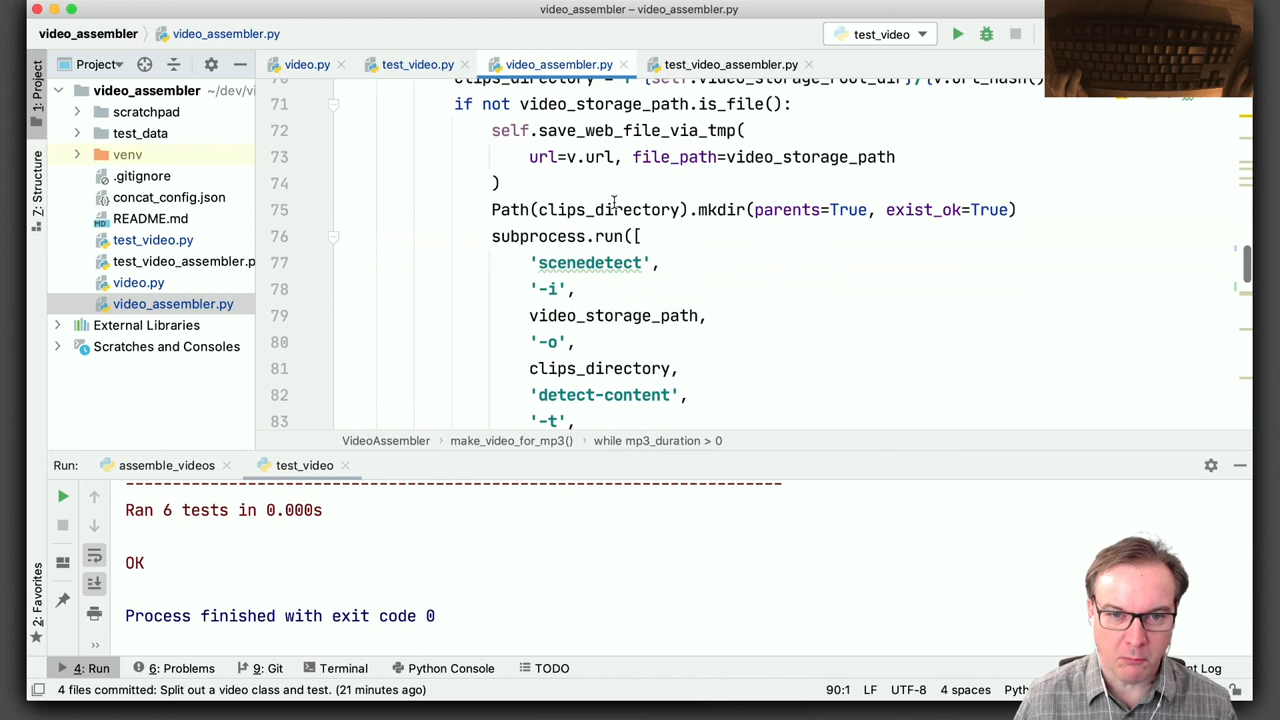 video_assembler – video_assembler.py
video_assembler
video_assembler.py
test_video
1: Project
Project
video.py
test_video.py
video_assembler.py
test_video_assembler.py
video_assembler ~/dev/vi
scratchpad
test_data
venv
.gitignore
concat_config.json
README.md
test_video.py
test_video_assembler.p
video.py
video_assembler.py
External Libraries
Scratches and Consoles
Z: Structure
2: Favorites
71 if not video_storage_path.is_file():
72 self.save_web_file_via_tmp(
73 url=v.url, file_path=video_storage_path
74 )
75 Path(clips_directory).mkdir(parents=True, exist_ok=True)
76 subprocess.run([
77 'scenedetect',
78 '-i',
79 video_storage_path,
80 '-o',
81 clips_directory,
82 'detect-content',
83 '-t',
VideoAssembler make_video_for_mp3() while mp3_duration > 0
Run: assemble_videos test_video
Ran 6 tests in 0.000s
OK
Process finished with exit code 0
4: Run 6: Problems 9: Git Terminal Python Console TODO nt Log
4 files committed: Split out a video class and test. (21 minutes ago) 90:1 LF UTF-8 4 spaces Pyth